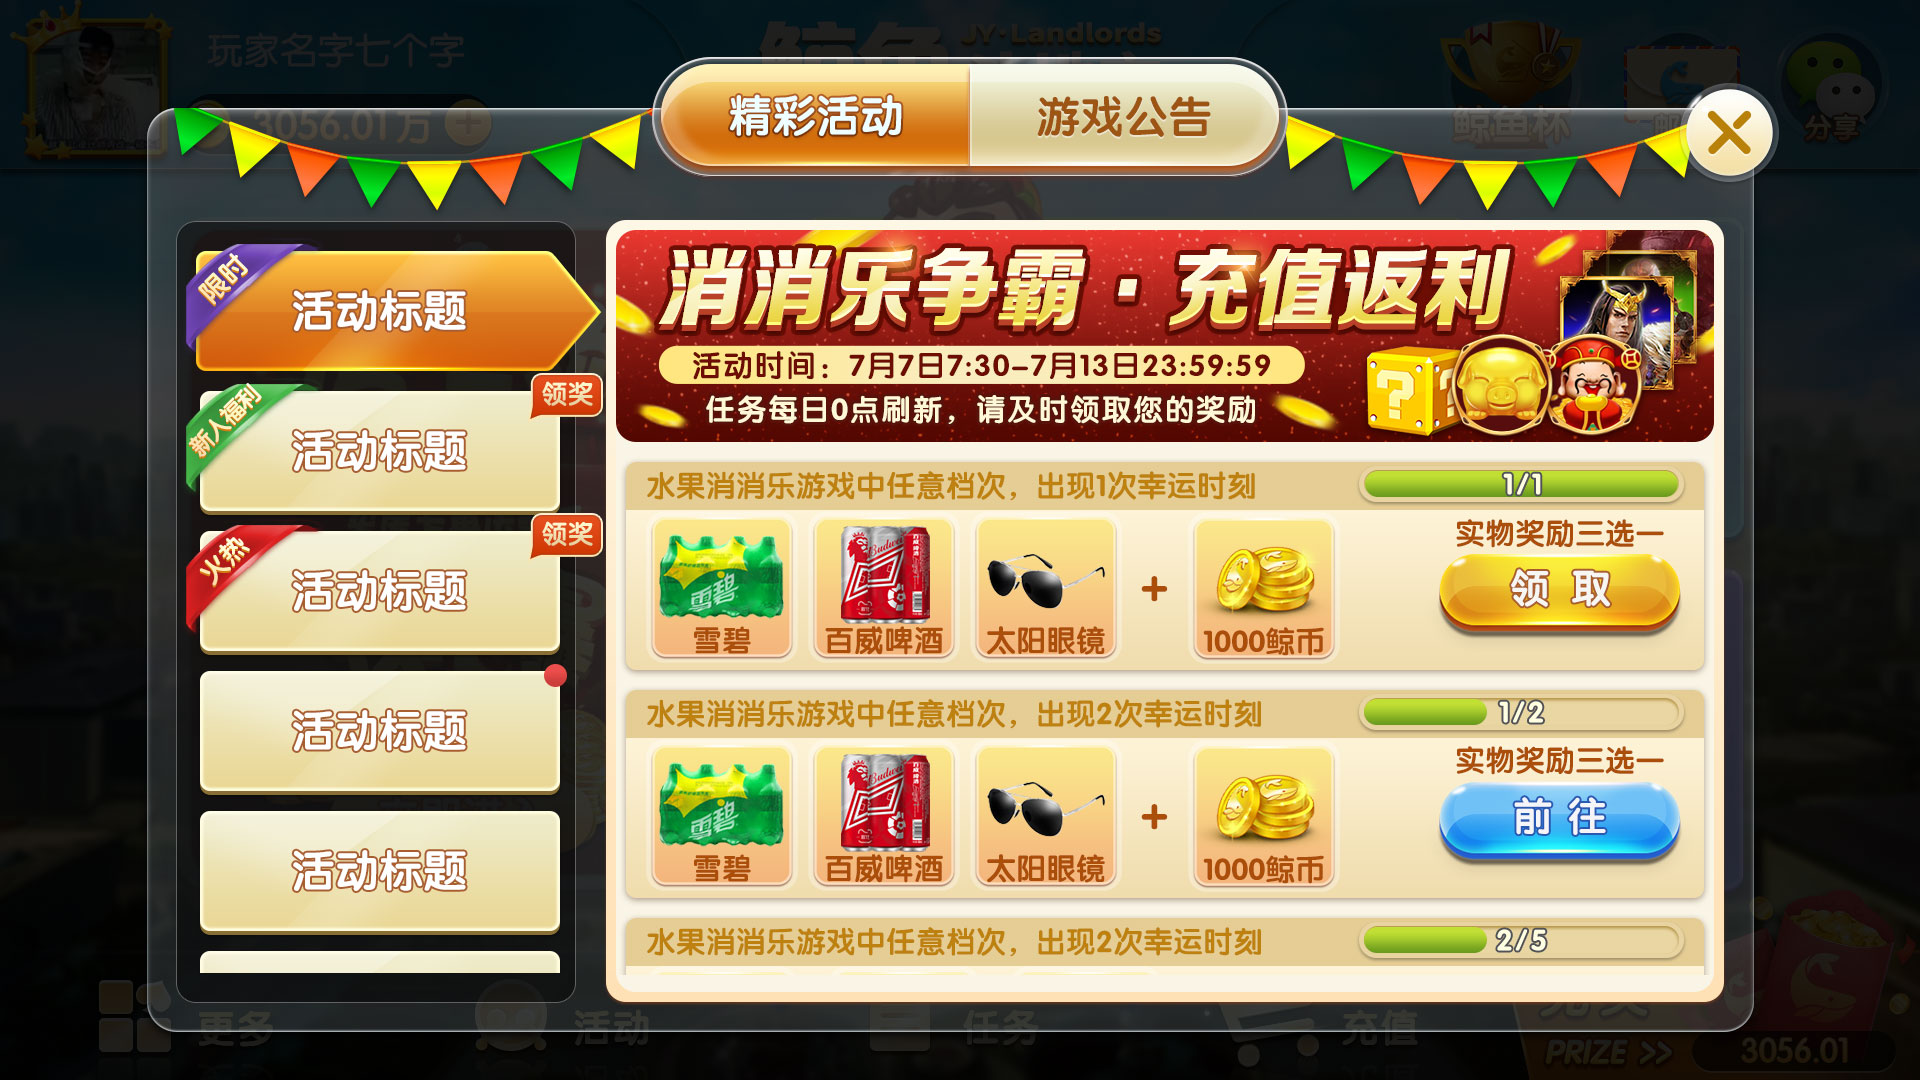 玩家名字七个字
JY·Landlords
3056.01万
鲸鱼杯
分享
精彩活动
游戏公告
限时
活动标题
新人福利
领奖
活动标题
火热
领奖
活动标题
活动标题
活动标题
消消乐争霸·充值返利
活动时间：7月7日7:30-7月13日23:59:59
任务每日0点刷新，请及时领取您的奖励
水果消消乐游戏中任意档次，出现1次幸运时刻
1/1
雪碧
雪碧
百威啤酒
太阳眼镜
+
1000鲸币
实物奖励三选一
领取
水果消消乐游戏中任意档次，出现2次幸运时刻
1/2
雪碧
雪碧
百威啤酒
太阳眼镜
+
1000鲸币
实物奖励三选一
前往
水果消消乐游戏中任意档次，出现2次幸运时刻
2/5
更多
活动
任务
充值
PRIZE >>
3056.01